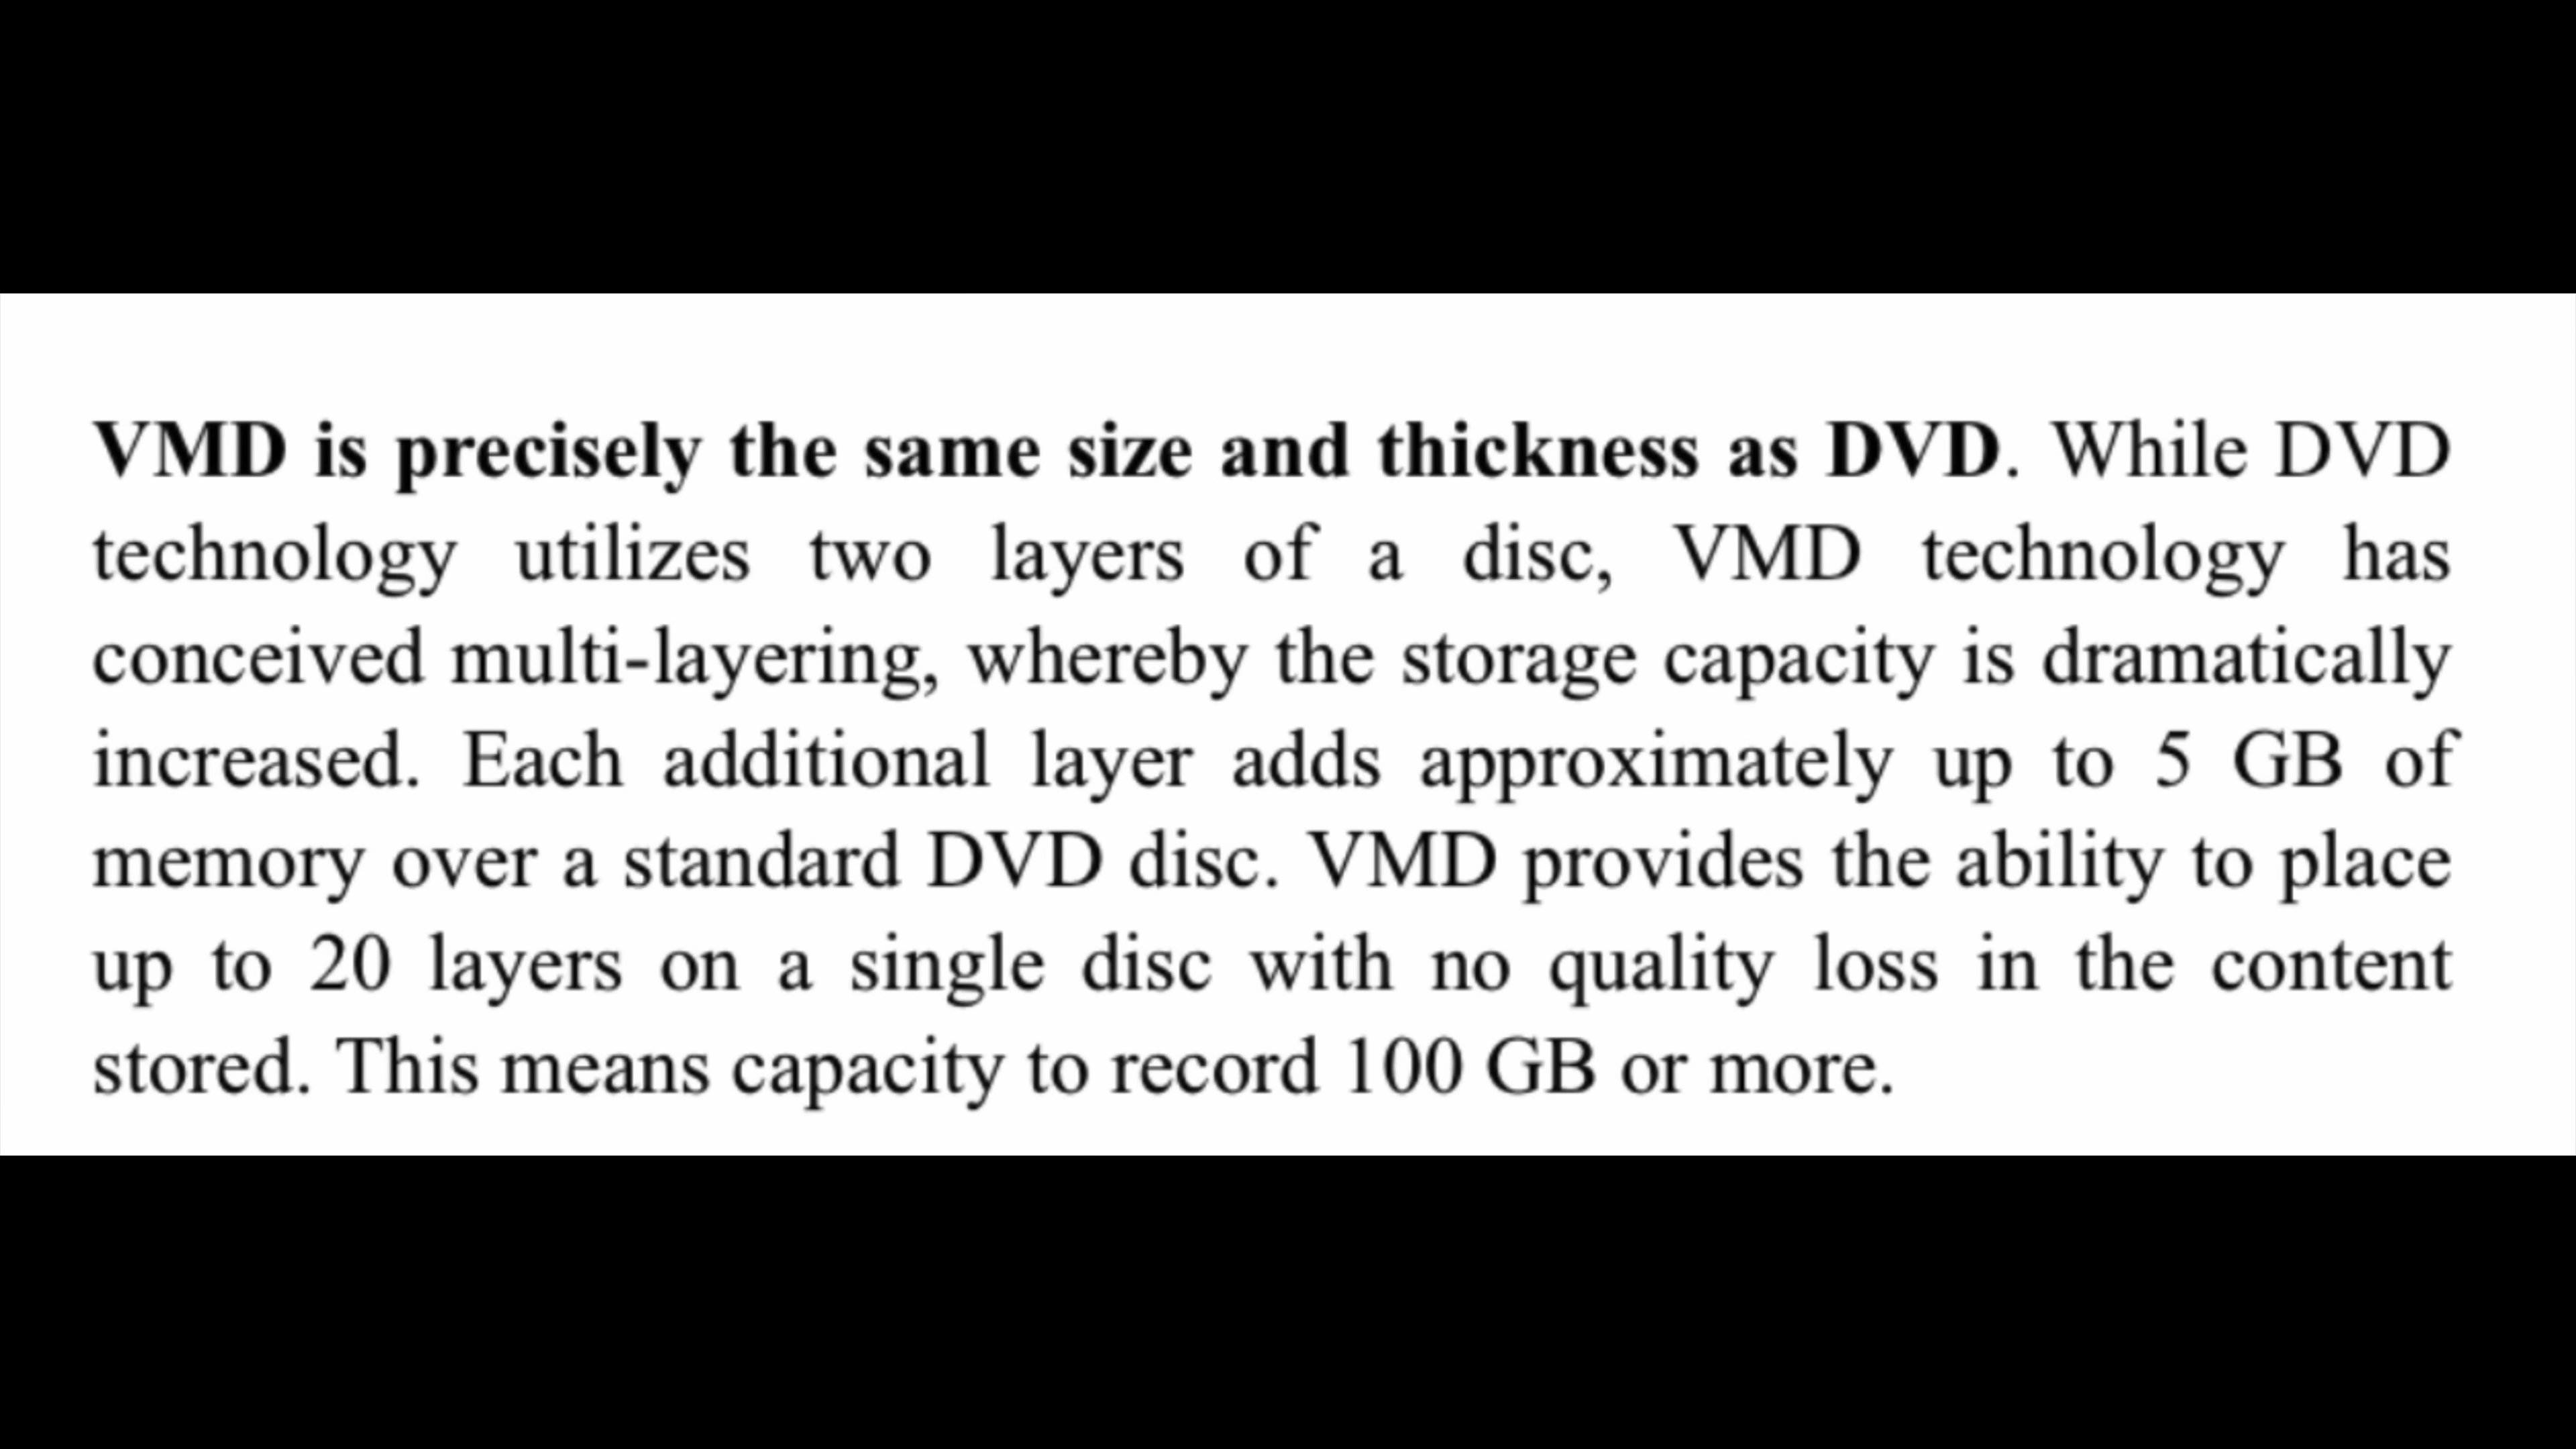 VMD is precisely the same size and thickness as DVD. While DVD
technology utilizes two layers of a disc, VMD technology has
conceived multi-layering, whereby the storage capacity is dramatically
increased. Each additional layer adds approximately up to 5 GB of
memory over a standard DVD disc. VMD provides the ability to place
up to 20 layers on a single disc with no quality loss in the content
stored. This means capacity to record 100 GB or more.